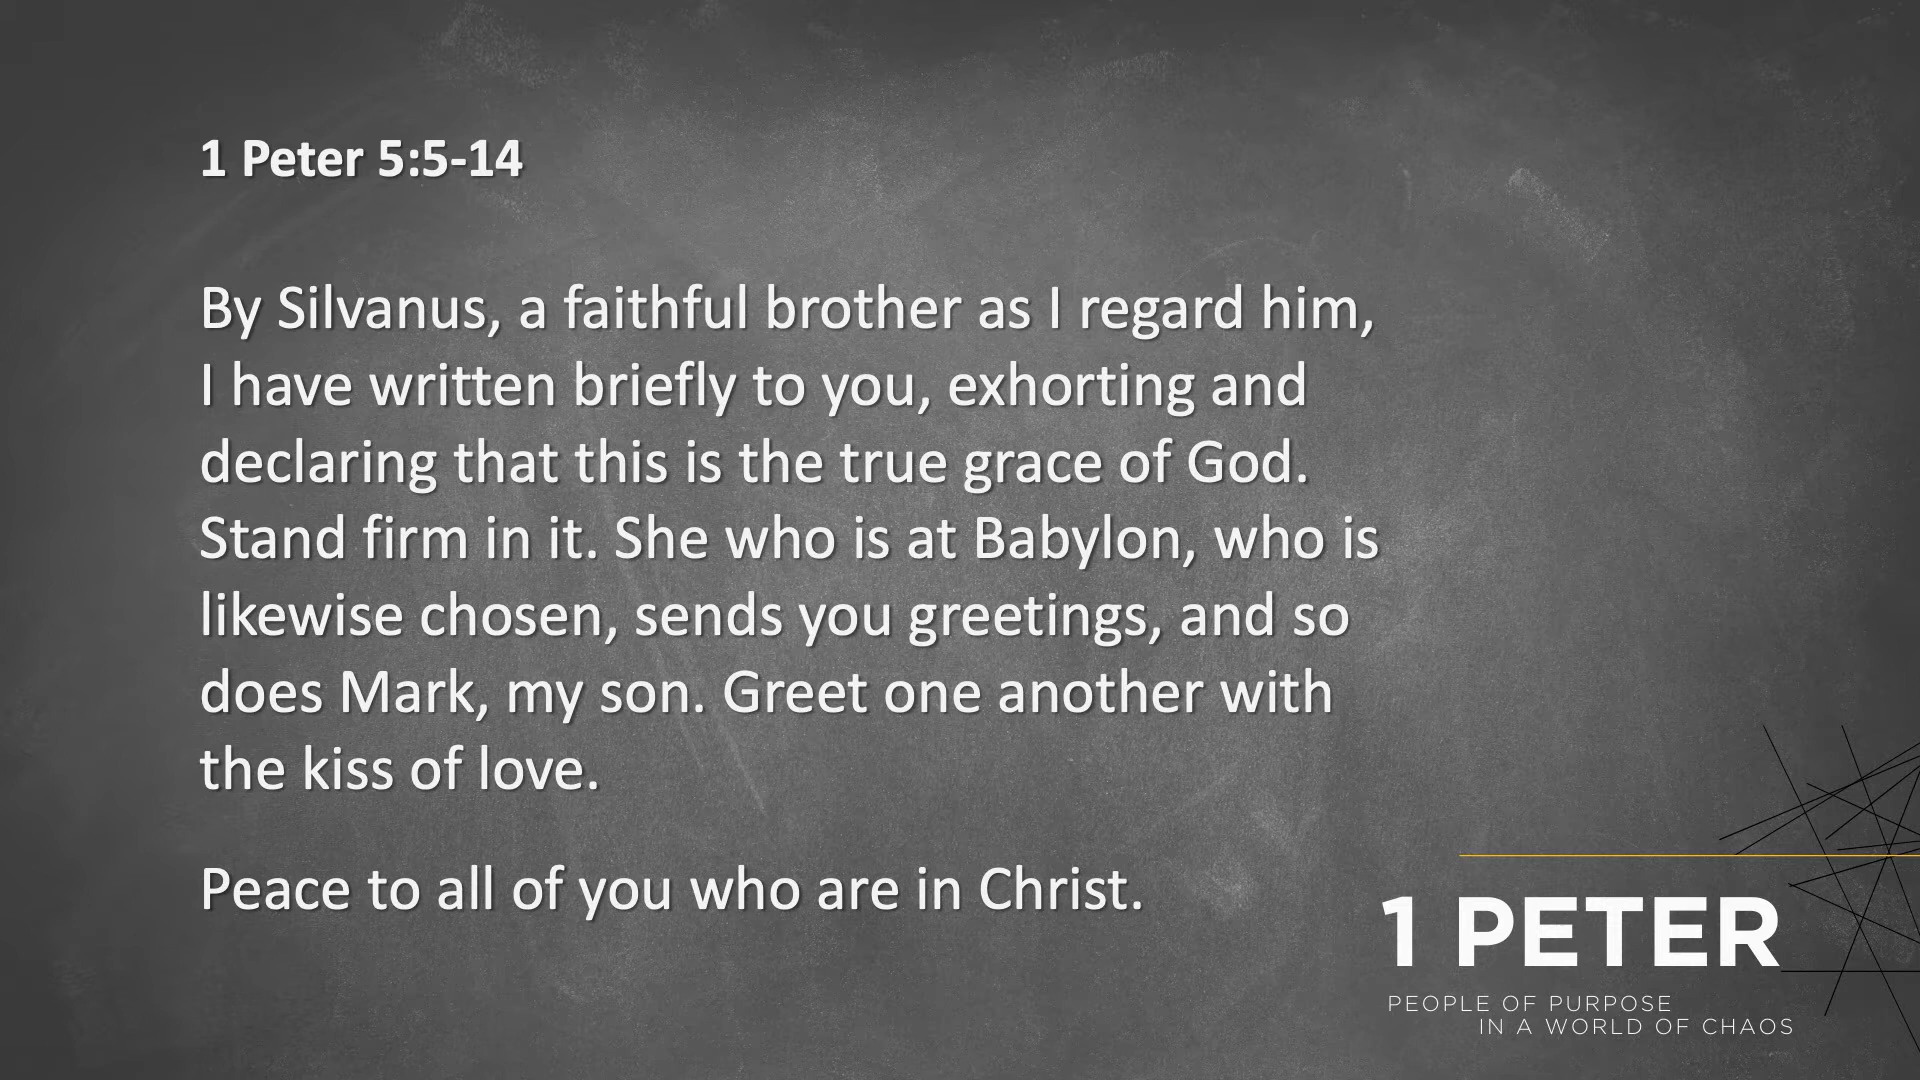 1 Peter 5:5-14
By Silvanus, a faithful brother as I regard him,
I have written briefly to you, exhorting and
declaring that this is the true grace of God.
Stand firm in it. She who is at Babylon, who is
likewise chosen, sends you greetings, and so
does Mark, my son. Greet one another with
the kiss of love.
Peace to all of you who are in Christ.
1 PETER
PEOPLE OF PURPOSE
IN A WORLD OF CHAOS